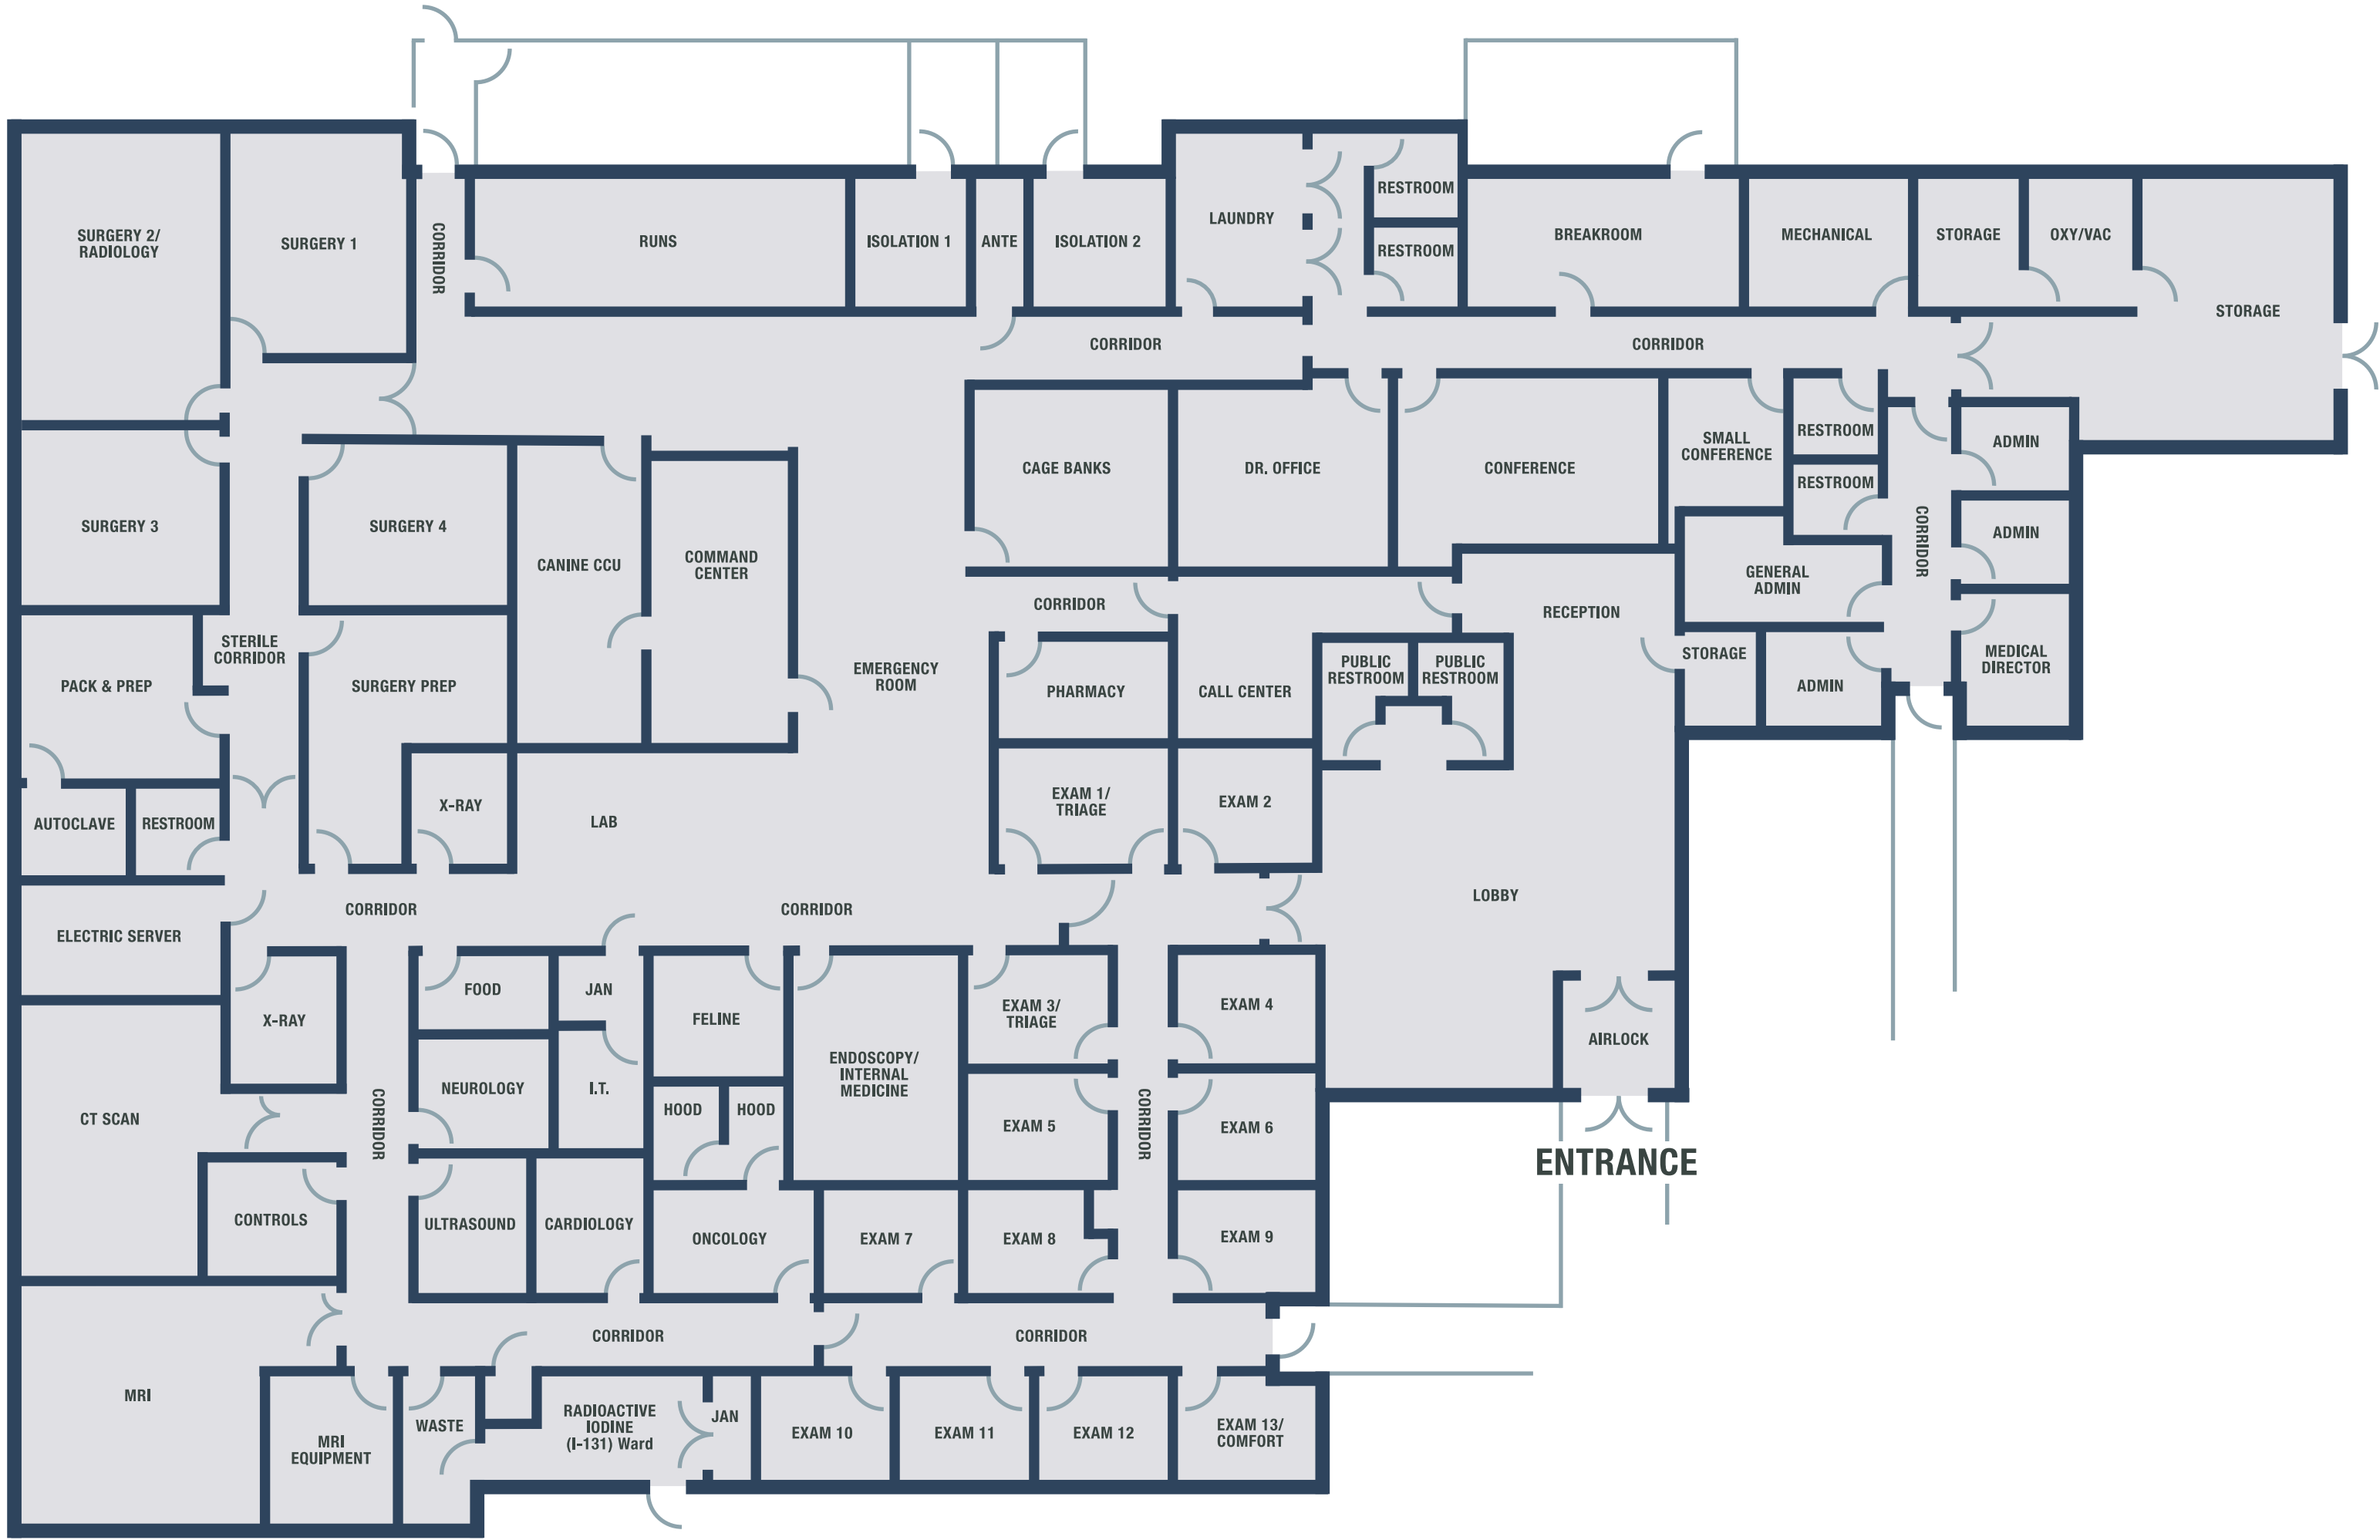 SURGERY 2/
RADIOLOGY
SURGERY 1
CORRIDOR
RUNS
ISOLATION 1
ANTE
ISOLATION 2
LAUNDRY
RESTROOM
RESTROOM
BREAKROOM
MECHANICAL
STORAGE
OXY/VAC
STORAGE
CORRIDOR
CORRIDOR
SURGERY 3
SURGERY 4
CANINE CCU
COMMAND
CENTER
CAGE BANKS
DR. OFFICE
CONFERENCE
SMALL
CONFERENCE
RESTROOM
RESTROOM
ADMIN
ADMIN
CORRIDOR
GENERAL
ADMIN
CORRIDOR
RECEPTION
STERILE
CORRIDOR
PACK & PREP
SURGERY PREP
EMERGENCY
ROOM
PHARMACY
CALL CENTER
PUBLIC
RESTROOM
PUBLIC
RESTROOM
STORAGE
ADMIN
MEDICAL
DIRECTOR
AUTOCLAVE
RESTROOM
X-RAY
LAB
EXAM 1/
TRIAGE
EXAM 2
LOBBY
ELECTRIC SERVER
CORRIDOR
CORRIDOR
X-RAY
FOOD
JAN
FELINE
EXAM 3/
TRIAGE
EXAM 4
AIRLOCK
ENDOSCOPY/
INTERNAL
MEDICINE
CT SCAN
CORRIDOR
NEUROLOGY
I.T.
HOOD
HOOD
EXAM 5
CORRIDOR
EXAM 6
ENTRANCE
CONTROLS
ULTRASOUND
CARDIOLOGY
ONCOLOGY
EXAM 7
EXAM 8
EXAM 9
CORRIDOR
CORRIDOR
MRI
MRI
EQUIPMENT
WASTE
RADIOACTIVE
IODINE
(I-131) Ward
JAN
EXAM 10
EXAM 11
EXAM 12
EXAM 13/
COMFORT